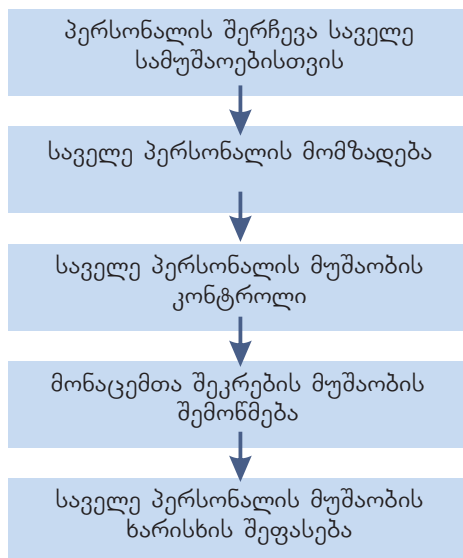 პერსონალის შერჩევა საველე
სამუშაოებისთვის
საველე პერსონალის მომზადება
საველე პერსონალის მუშაობის
კონტროლი
მონაცემთა შეკრების მუშაობის
შემოწმება
საველე პერსონალის მუშაობის
ხარისხის შეფასება